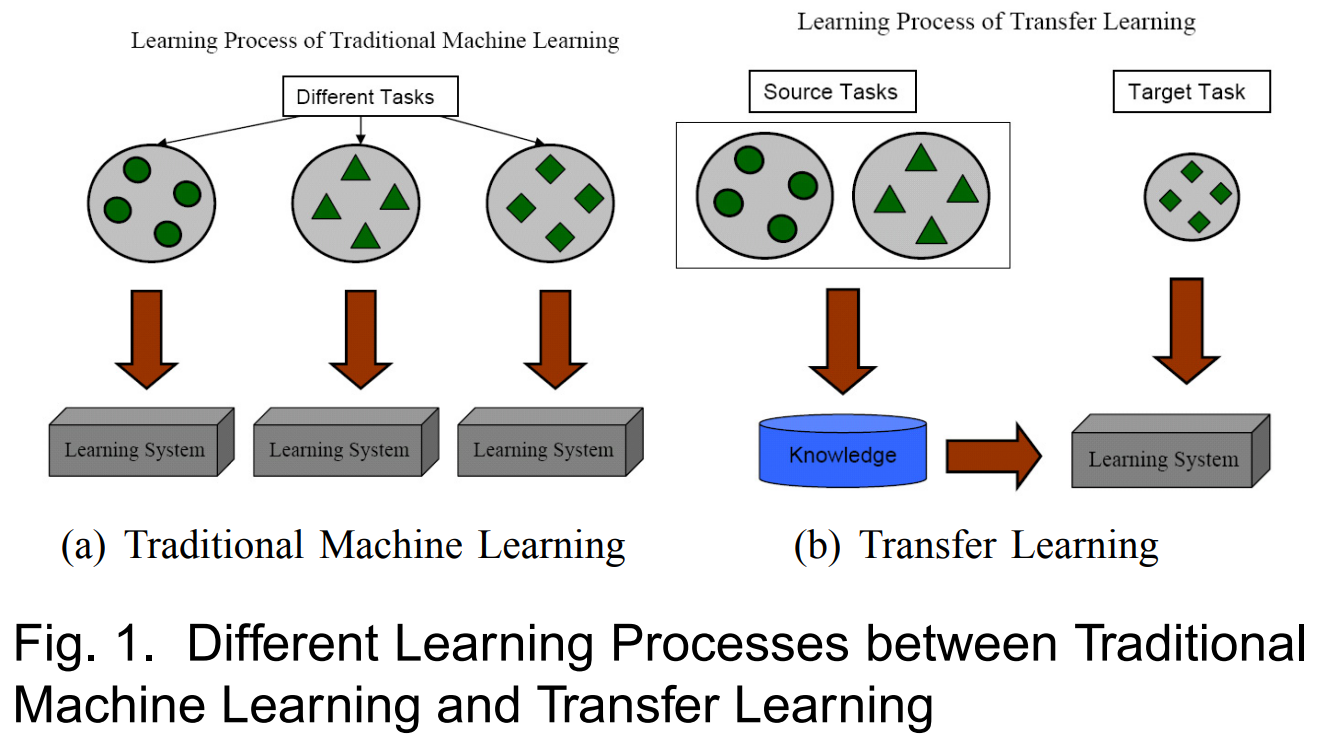 Learning Process of Traditional Machine Learning
Different Tasks
Learning System
Learning System
Learning System
(a) Traditional Machine Learning
Learning Process of Transfer Learning
Source Tasks
Target Task
Knowledge
Learning System
(b) Transfer Learning
Fig. 1. Different Learning Processes between Traditional
Machine Learning and Transfer Learning